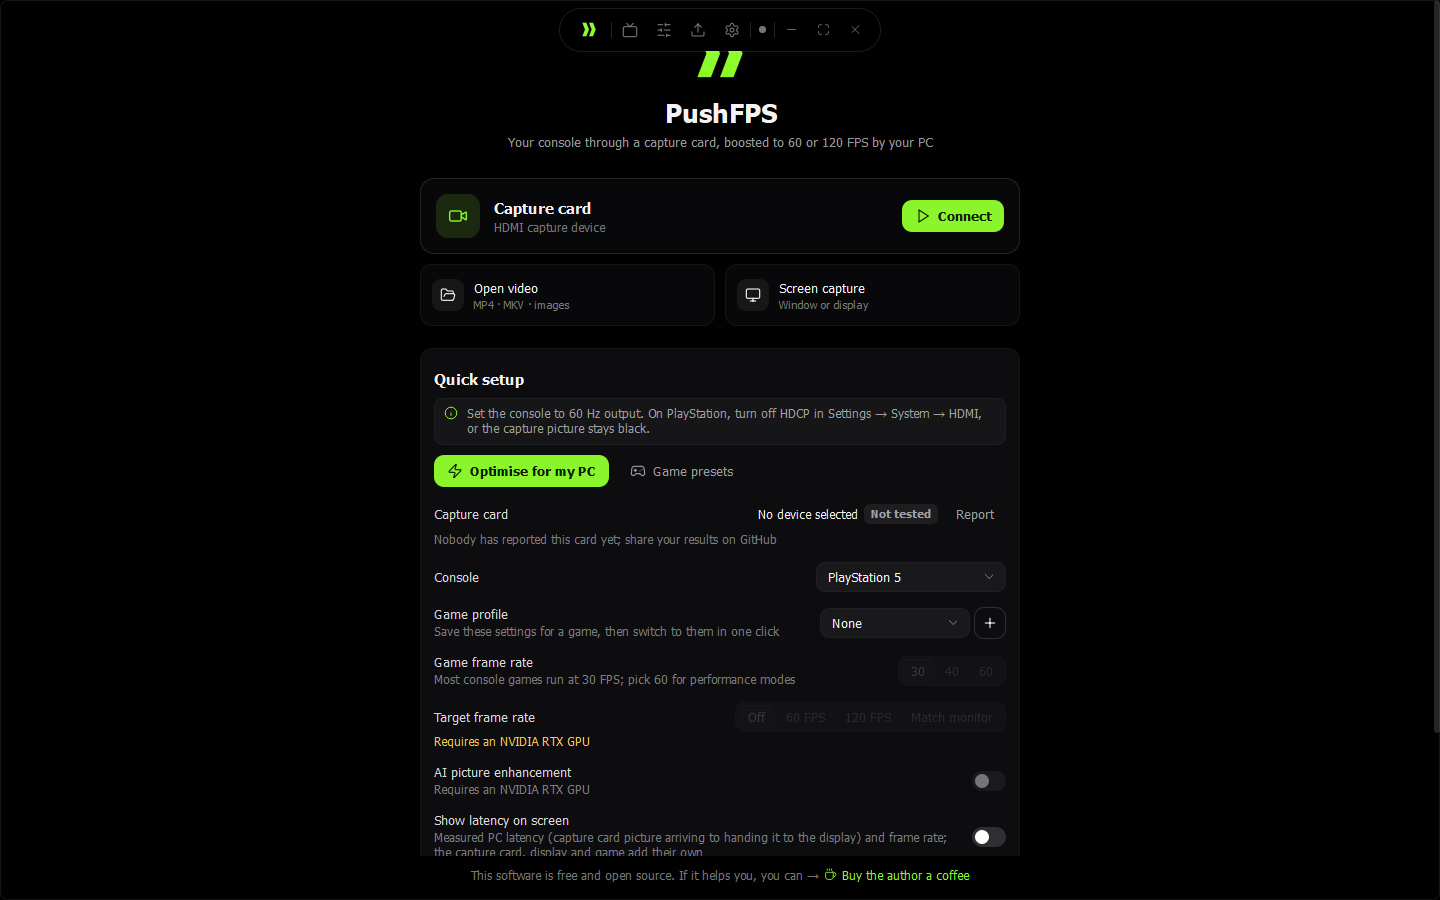 PushFPS
Your console through a capture card, boosted to 60 or 120 FPS by your PC
Capture card
HDMI capture device
Connect
Open video
MP4 · MKV · images
Screen capture
Window or display
Quick setup
Set the console to 60 Hz output. On PlayStation, turn off HDCP in Settings → System → HDMI,
or the capture picture stays black.
Optimise for my PC
Game presets
Capture card
No device selected
Not tested
Report
Nobody has reported this card yet; share your results on GitHub
Console
PlayStation 5
Game profile
Save these settings for a game, then switch to them in one click
None
Game frame rate
Most console games run at 30 FPS; pick 60 for performance modes
30 40 60
Target frame rate
Off 60 FPS 120 FPS Match monitor
Requires an NVIDIA RTX GPU
AI picture enhancement
Requires an NVIDIA RTX GPU
Show latency on screen
Measured PC latency (capture card picture arriving to handing it to the display) and frame rate;
the capture card, display and game add their own
This software is free and open source. If it helps you, you can → Buy the author a coffee